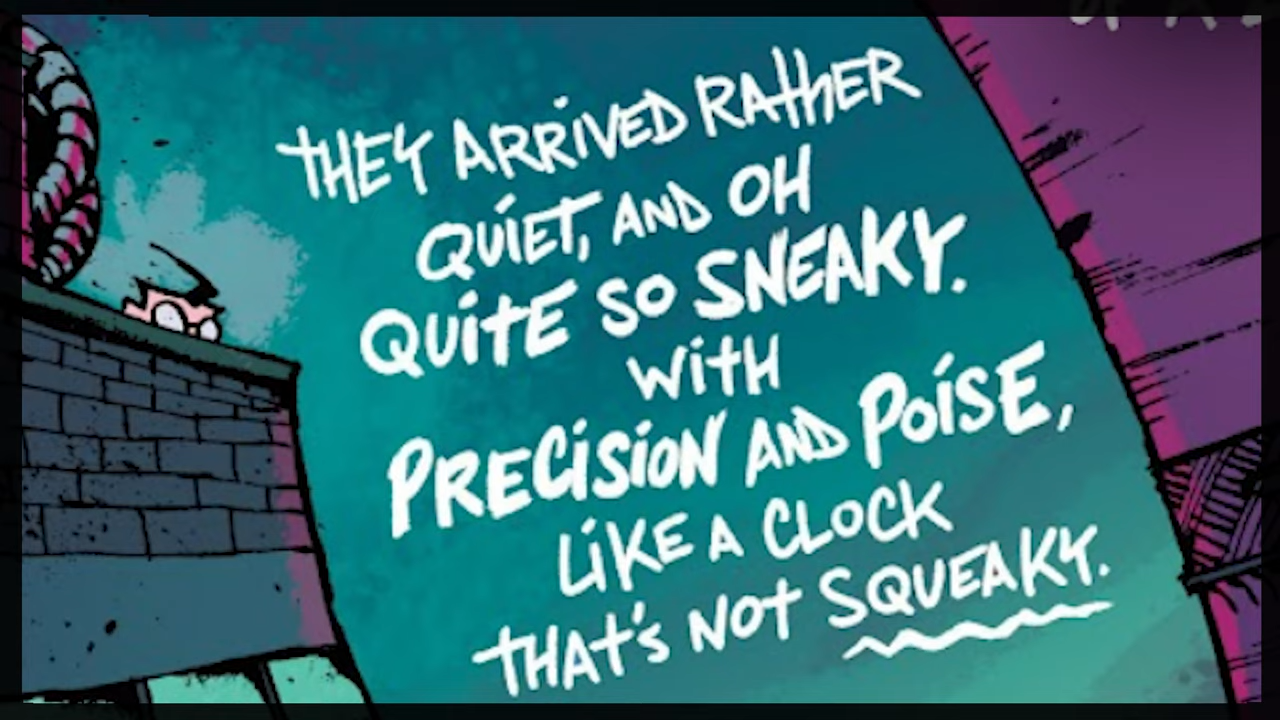 THEY ARRIVED RATHER
QUIET, AND OH
QUITE SO SNEAKY.
WITH
PRECISION AND POISE,
LIKE A CLOCK
THAT'S NOT SQUEAKY.